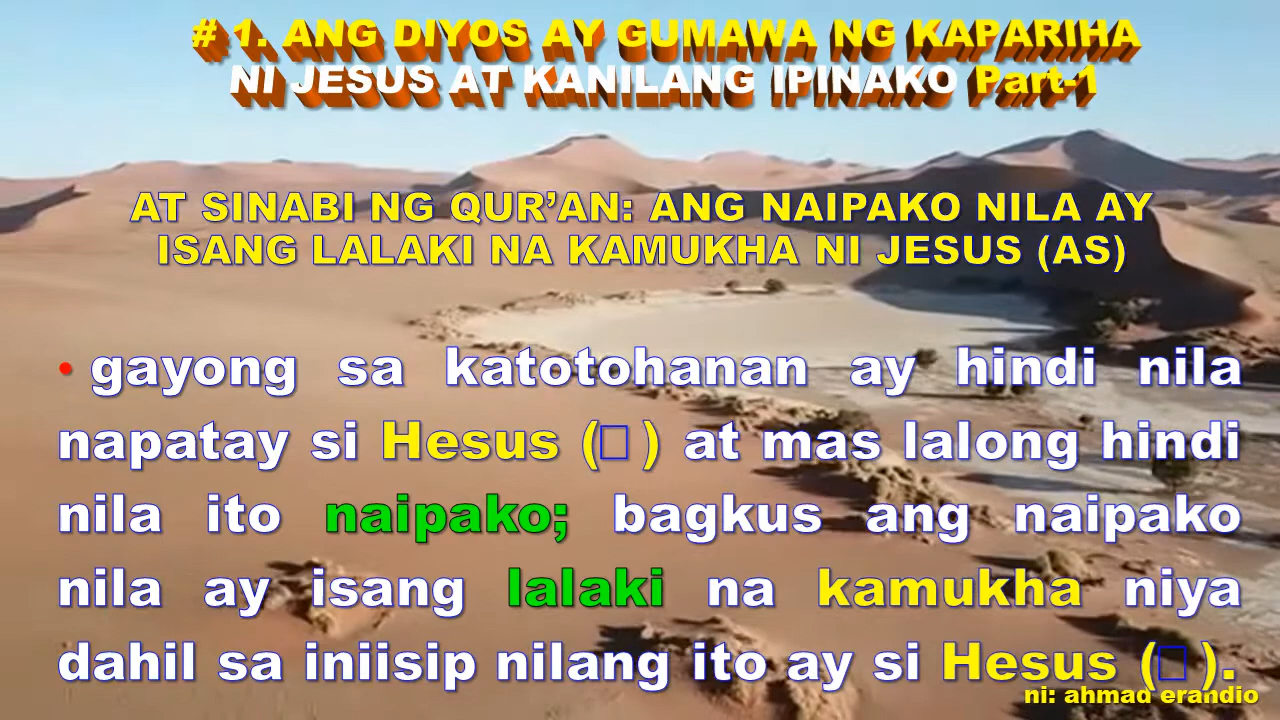 # 1. ANG DIYOS AY GUMAWA NG KAPARIHA
NI JESUS AT KANILANG IPINAKO Part-1
AT SINABI NG QUR’AN: ANG NAIPAKO NILA AY
ISANG LALAKI NA KAMUKHA NI JESUS (AS)
• gayong sa katotohanan ay hindi nila
napatay si Hesus (□) at mas lalong hindi
nila ito naipako; bagkus ang naipako
nila ay isang lalaki na kamukha niya
dahil sa iniisip nilang ito ay si Hesus (□).
ni: ahmad erandio